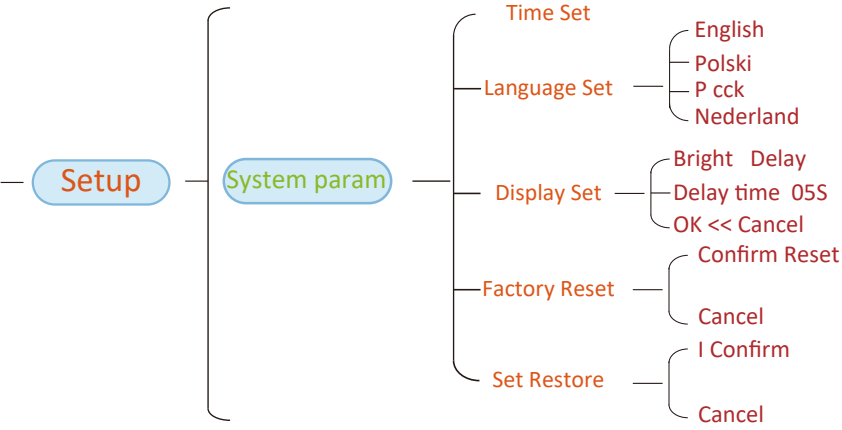 Setup
System param
Time Set
Language Set
English
Polski
P cck
Nederland
Display Set
Bright Delay
Delay time 05S
OK << Cancel
Factory Reset
Confirm Reset
Cancel
Set Restore
I Confirm
Cancel